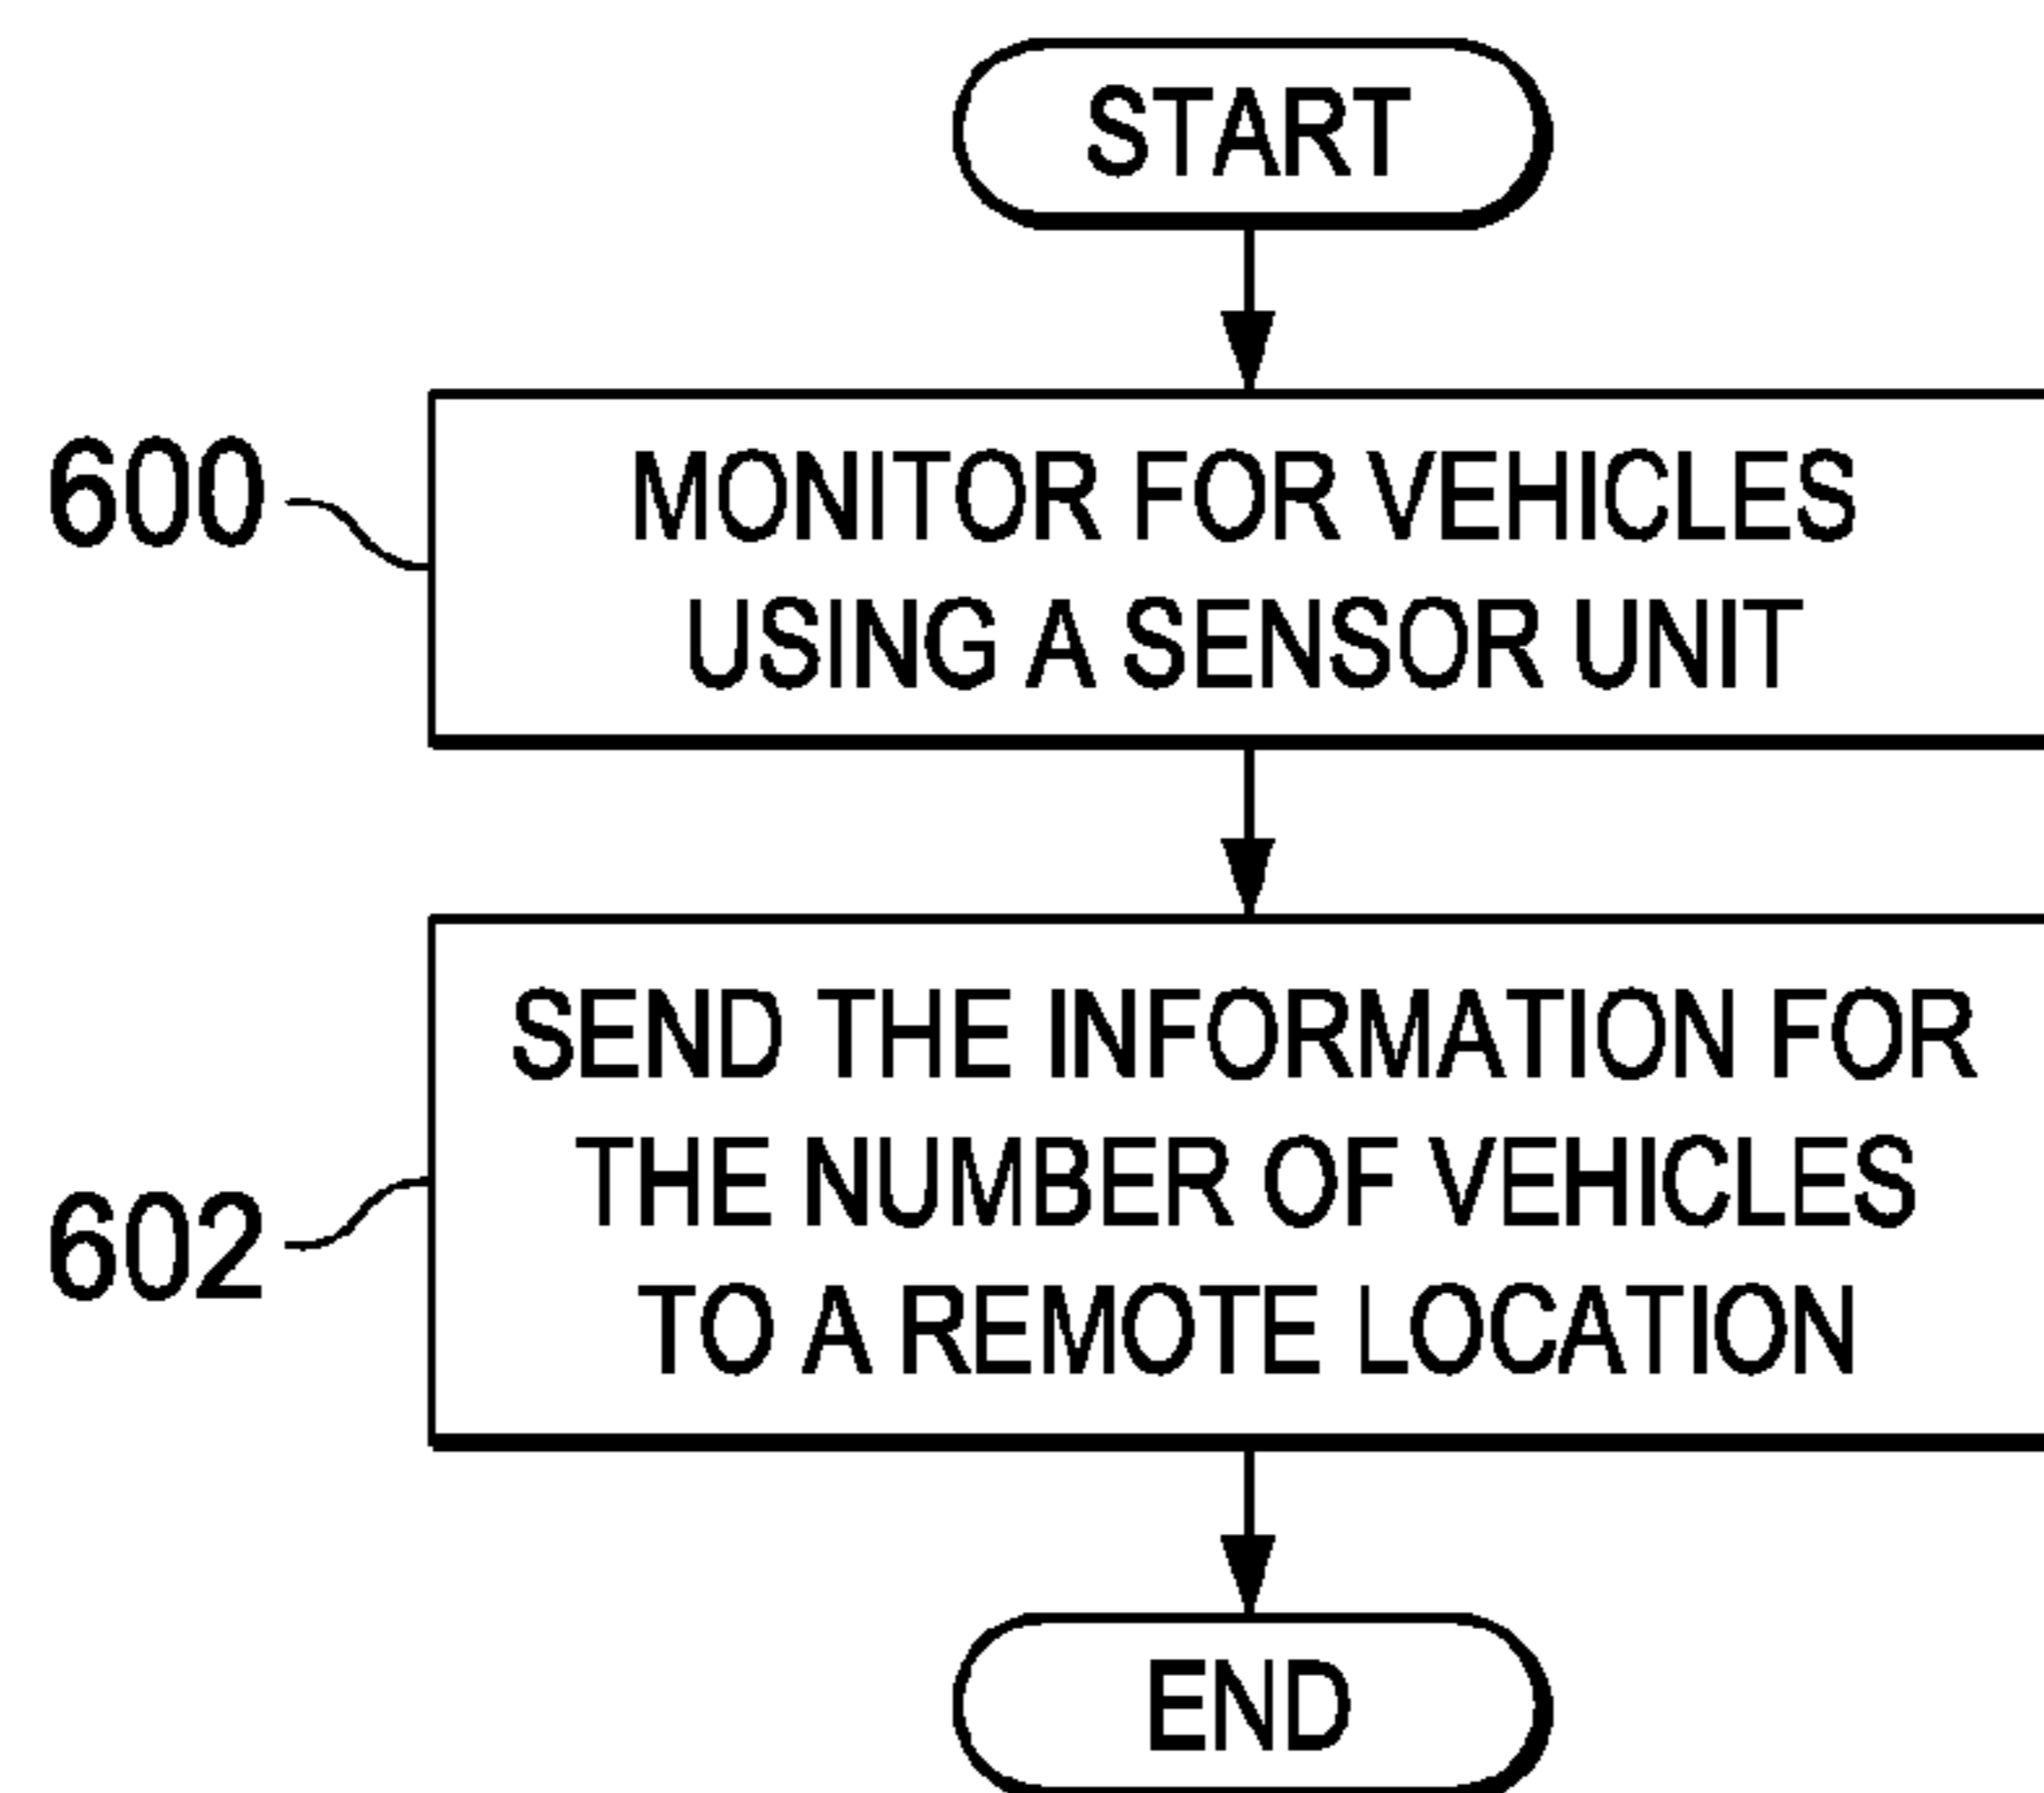 START
600
MONITOR FOR VEHICLES
USING A SENSOR UNIT
SEND THE INFORMATION FOR
THE NUMBER OF VEHICLES
602
TO A REMOTE LOCATION
END